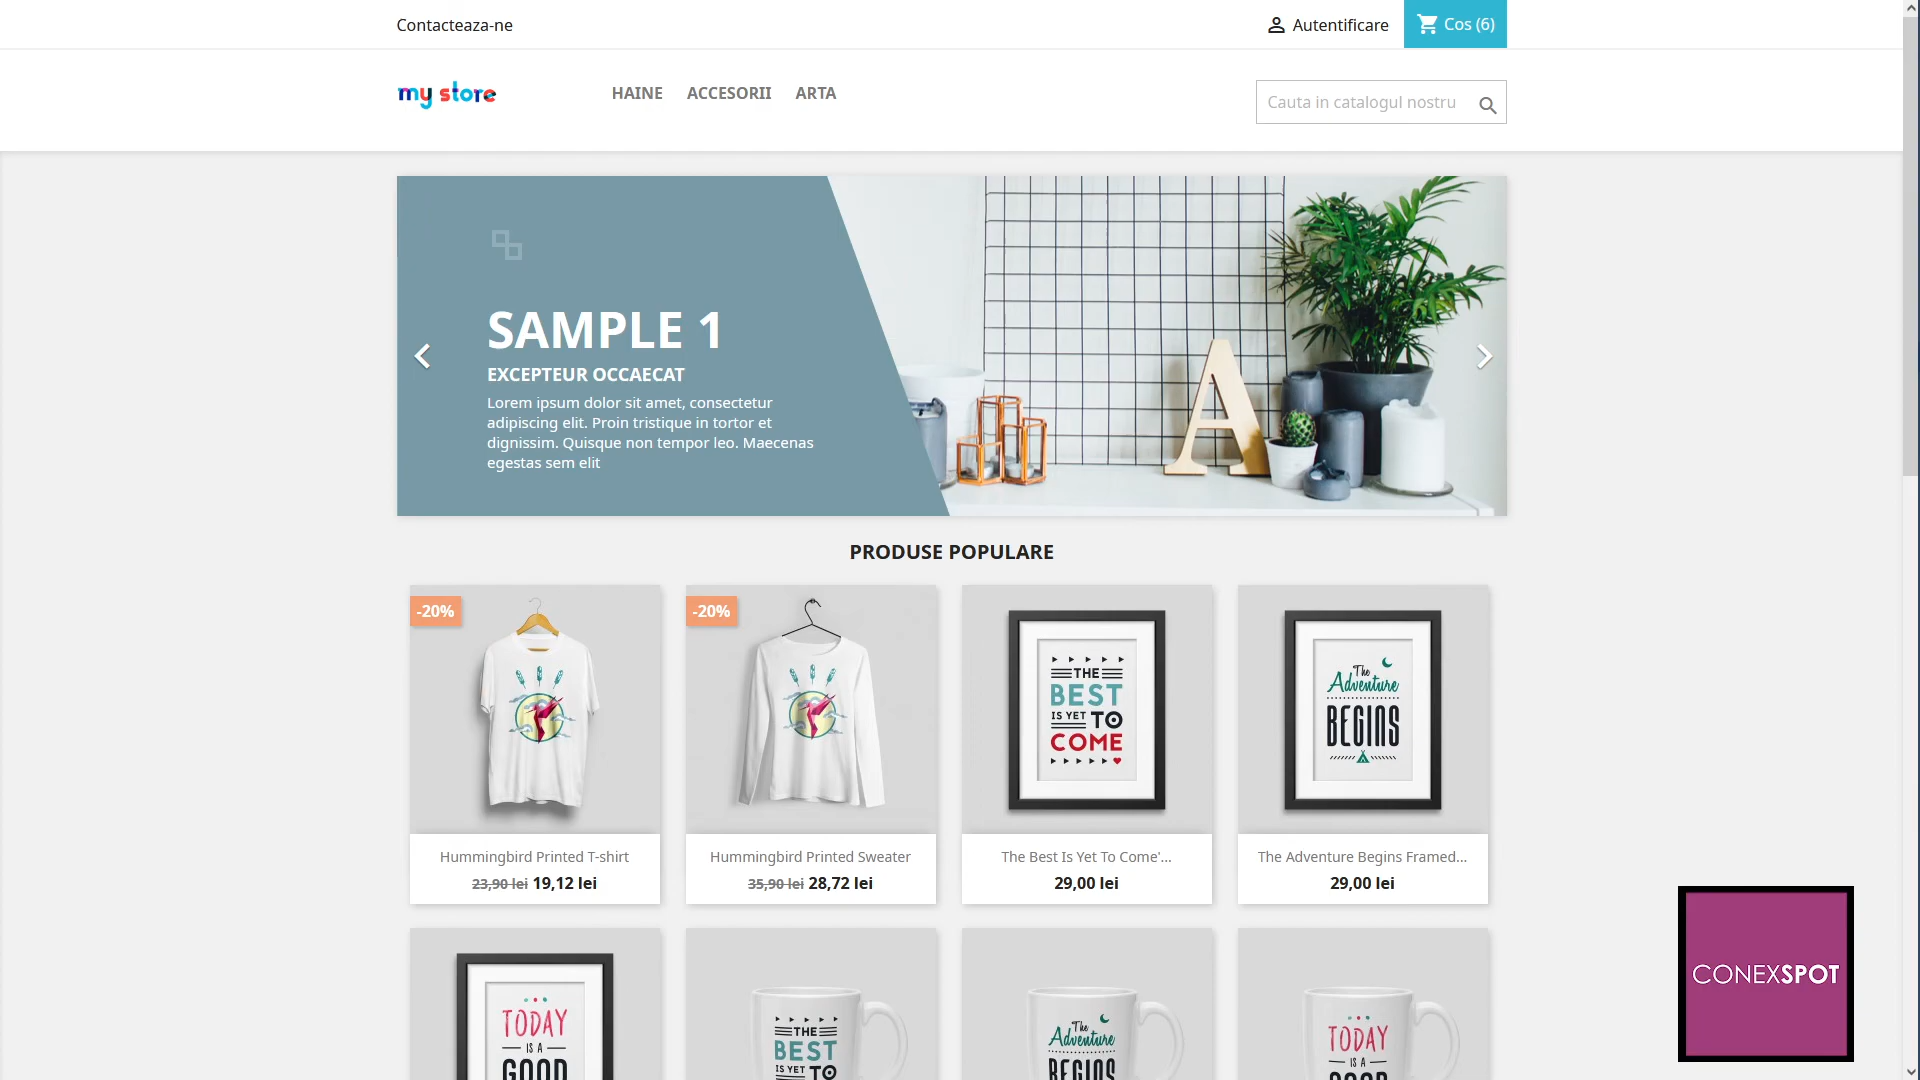 Contacteaza-ne
Autentificare
Cos (6)
my store
HAINE
ACCESORII
ARTA
Cauta in catalogul nostru
SAMPLE 1
EXCEPTEUR OCCAECAT
Lorem ipsum dolor sit amet, consectetur
adipiscing elit. Proin tristique in tortor et
dignissim. Quisque non tempor leo. Maecenas
egestas sem elit
A
PRODUSE POPULARE
-20%
Hummingbird Printed T-shirt
23,90 lei 19,12 lei
-20%
Hummingbird Printed Sweater
35,90 lei 28,72 lei
THE
BEST
IS YET TO
COME
The Best Is Yet To Come'...
29,00 lei
The
Adventure
BEGINS
The Adventure Begins Framed...
29,00 lei
TODAY
IS A
GOOD
THE
BEST
IS YET TO
The
Adventure
BEGINS
TODAY
IS A
GOOD
CONEXSPOT